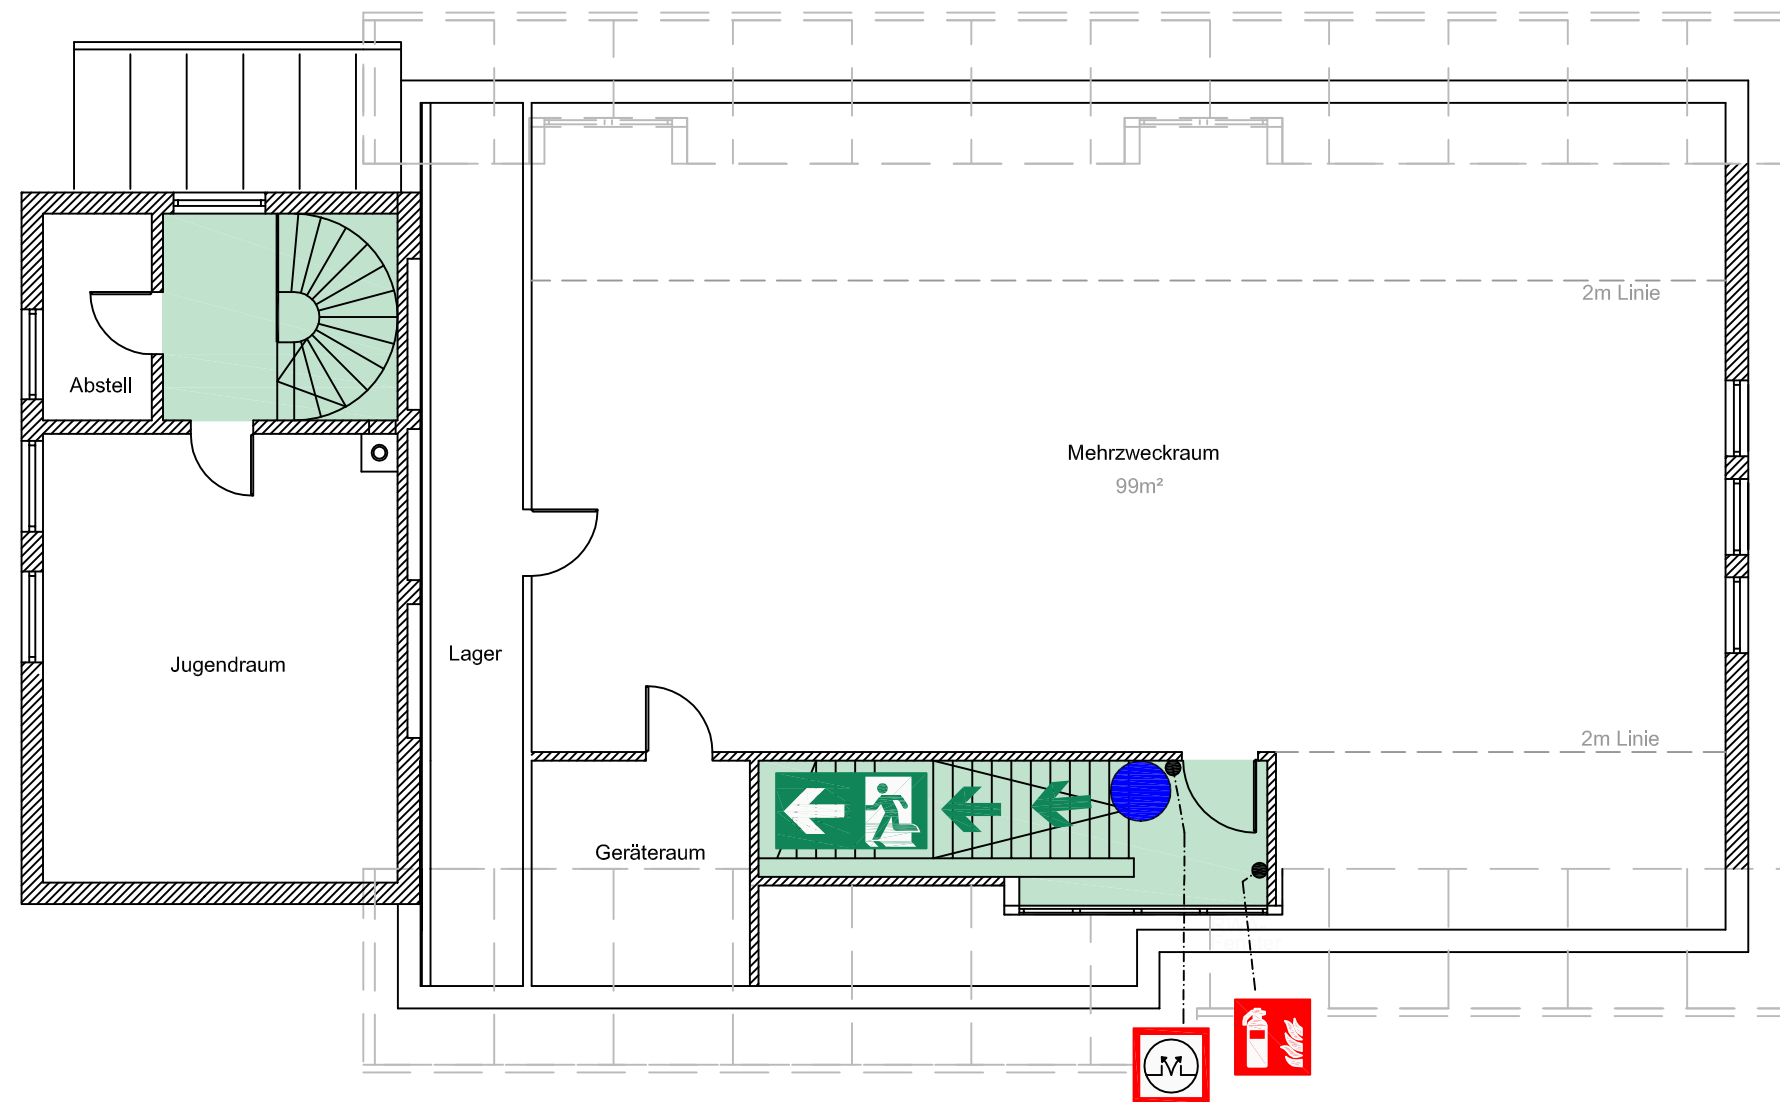 2m Linie
Abstell
Mehrzweckraum
99m²
Lager
Jugendraum
2m Linie
Geräteraum